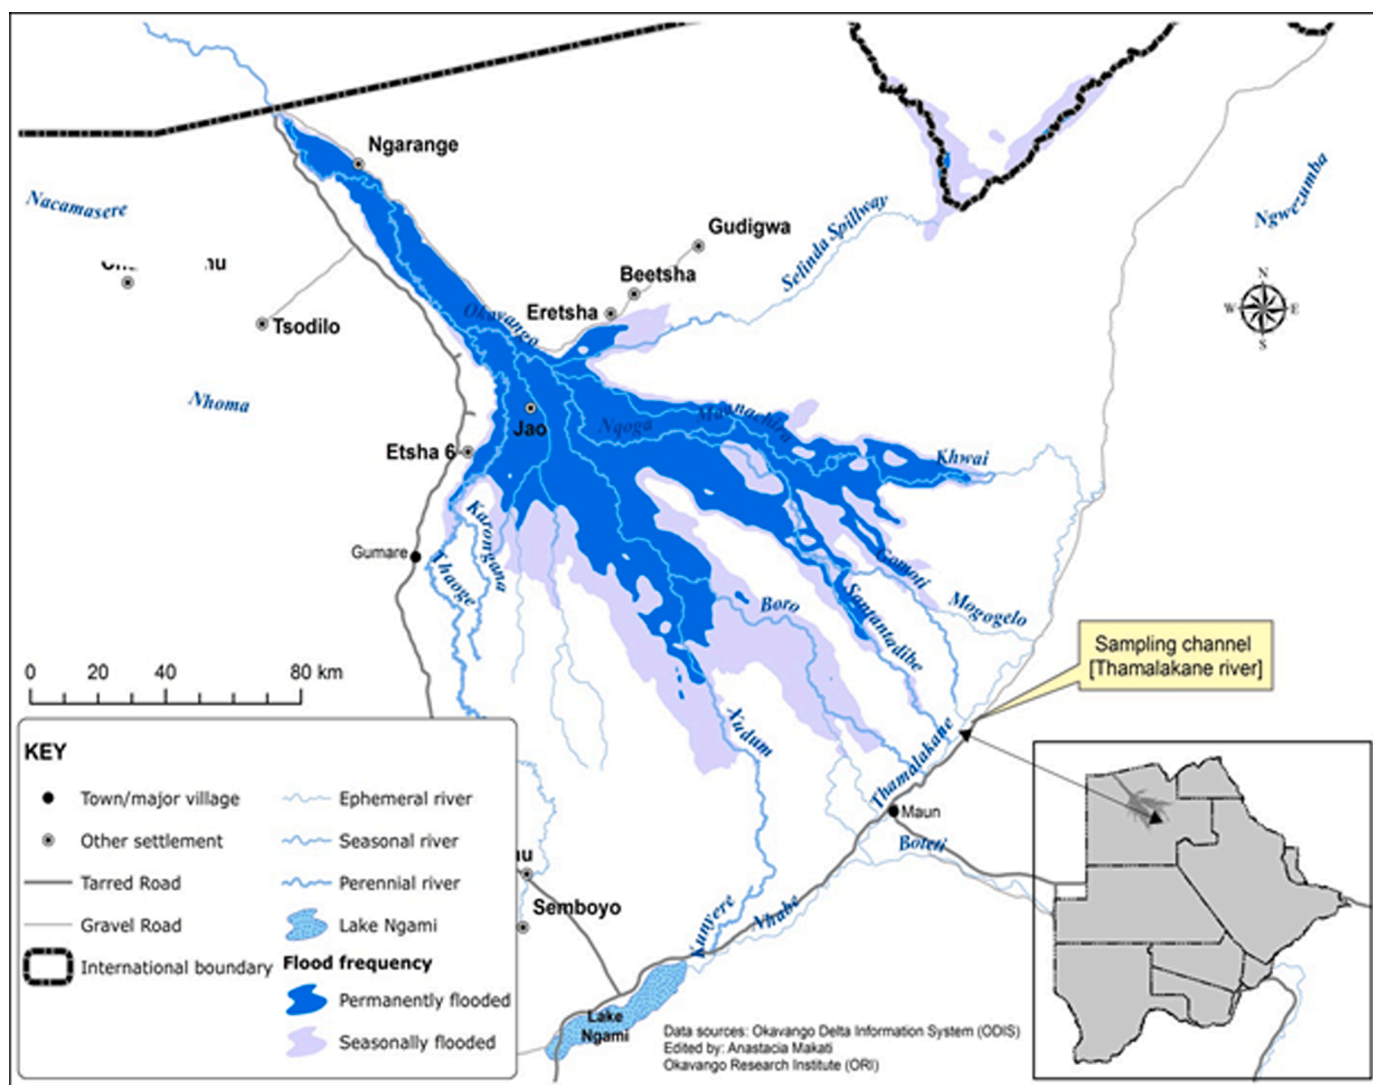 Ngarange
Nacamasere
Ngwezumba
Gudigwa
Selinda Spillway
Beetsha
Eretsha
Okavango
Tsodilo
N
W
E
S
Nhoma
Jao
Nqoga
Maunachira
Khwai
Etsha 6
Karongana
Gumare
Thaoge
Gomoti
Boro
Santantadibe
Mogogelo
Sampling channel
[Thamalakane river]
0 20 40 80 km
Xudum
Thamalakane
Maun
Boteti
KEY
Town/major village
Other settlement
Tarred Road
Gravel Road
International boundary
Ephemeral river
Seasonal river
Perennial river
Lake Ngami
Flood frequency
Permanently flooded
Seasonally flooded
Semboyo
Kunyere
Nhabe
Lake
Ngami
Data sources: Okavango Delta Information System (ODIS)
Edited by: Anastacia Makati
Okavango Research Institute (ORI)